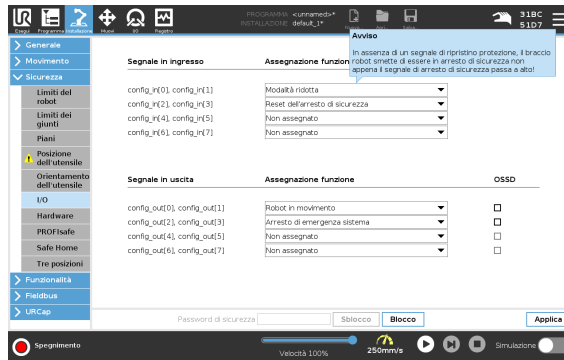 PROGRAMMA <unnamed>*
INSTALLAZIONE default_1*
Esegui Programma Installazione Muovi I/O Registro
31BC
51D7
Avviso
In assenza di un segnale di ripristino protezione, il braccio
robot smette di essere in arresto di sicurezza non
appena il segnale di arresto di sicurezza passa a alto!
Generale
Movimento
Sicurezza
Limiti del
robot
Limiti dei
giunti
Piani
Posizione
dell'utensile
Orientamento
dell'utensile
I/O
Hardware
PROFIsafe
Safe Home
Tre posizioni
Funzionalità
Fieldbus
URCap
Segnale in ingresso Assegnazione funzion
config_in[0], config_in[1] Modalità ridotta
config_in[2], config_in[3] Reset dell'arresto di sicurezza
config_in[4], config_in[5] Non assegnato
config_in[6], config_in[7] Non assegnato
Segnale in uscita Assegnazione funzione OSSD
config_out[0], config_out[1] Robot in movimento
config_out[2], config_out[3] Arresto di emergenza sistema
config_out[4], config_out[5] Non assegnato
config_out[6], config_out[7] Non assegnato
Password di sicurezza Sblocco Blocco Applica
Spegnimento
Velocità 100%
250mm/s
Simulazione